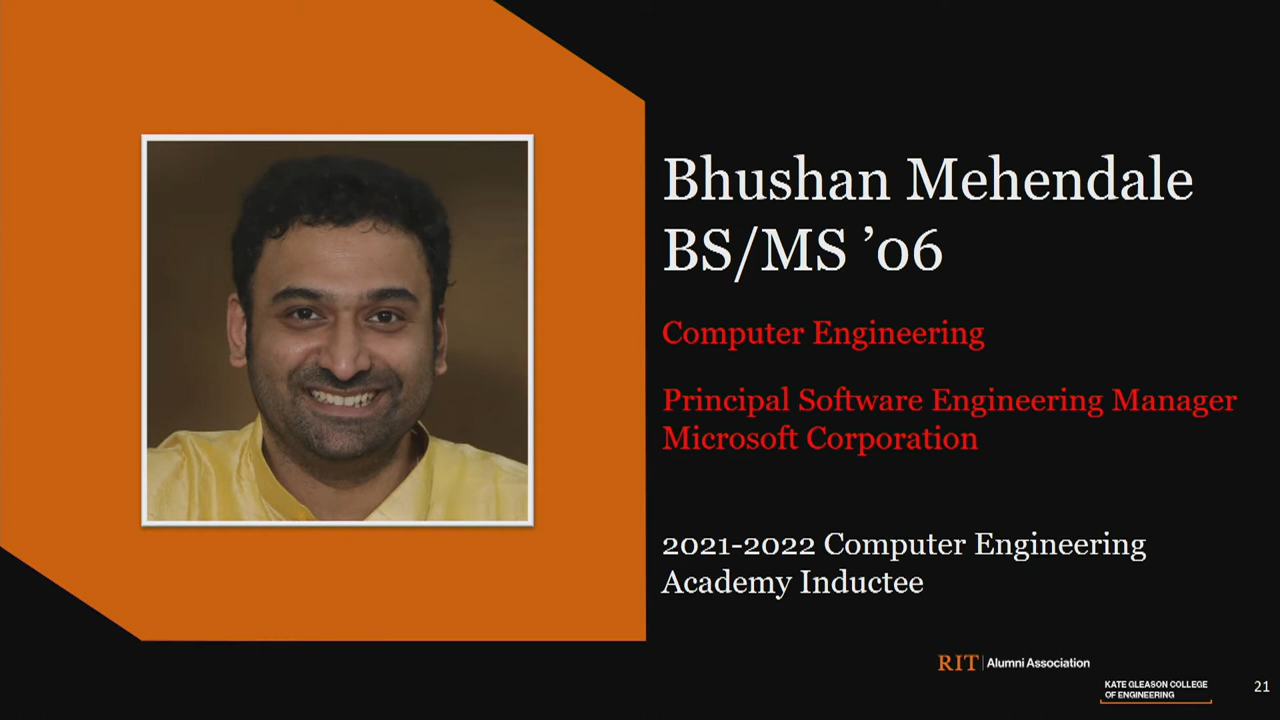 Bhushan Mehendale
BS/MS ’06
Computer Engineering
Principal Software Engineering Manager
Microsoft Corporation
2021-2022 Computer Engineering
Academy Inductee
RIT | Alumni Association
KATE GLEASON COLLEGE
OF ENGINEERING
21